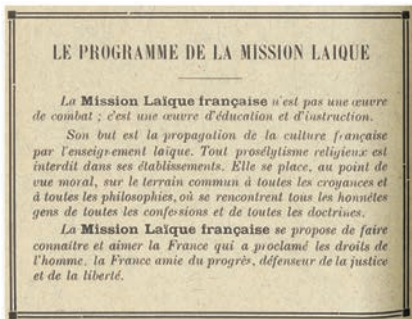 LE PROGRAMME DE LA MISSION LAIQUE
La Mission Laïque française n'est pas une œuvre
de combat ; c'est une œuvre d'éducation et d'instruction.
Son but est la propagation de la culture française
par l'enseignement laïque. Tout prosélytisme religieux est
interdit dans ses établissements. Elle se place, au point de
vue moral, sur le terrain commun à toutes les croyances et
à toutes les philosophies, où se rencontrent tous les honnêtes
gens de toutes les confessions et de toutes les doctrines.
La Mission Laïque française se propose de faire
connaître et aimer la France qui a proclamé les droits de
l'homme, la France amie du progrès, défenseur de la justice
et de la liberté.